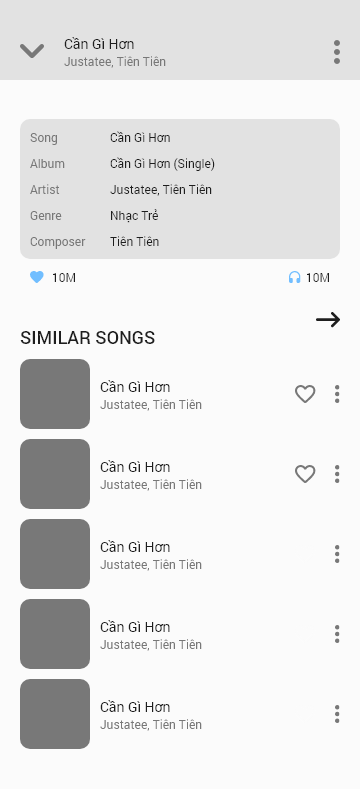 Cần Gì Hơn
Justatee, Tiên Tiên
Song Cần Gì Hơn
Album Cần Gì Hơn (Single)
Artist Justatee, Tiên Tiên
Genre Nhạc Trẻ
Composer Tiên Tiên
10M 10M
SIMILAR SONGS
Cần Gì Hơn
Justatee, Tiên Tiên
Cần Gì Hơn
Justatee, Tiên Tiên
Cần Gì Hơn
Justatee, Tiên Tiên
Cần Gì Hơn
Justatee, Tiên Tiên
Cần Gì Hơn
Justatee, Tiên Tiên